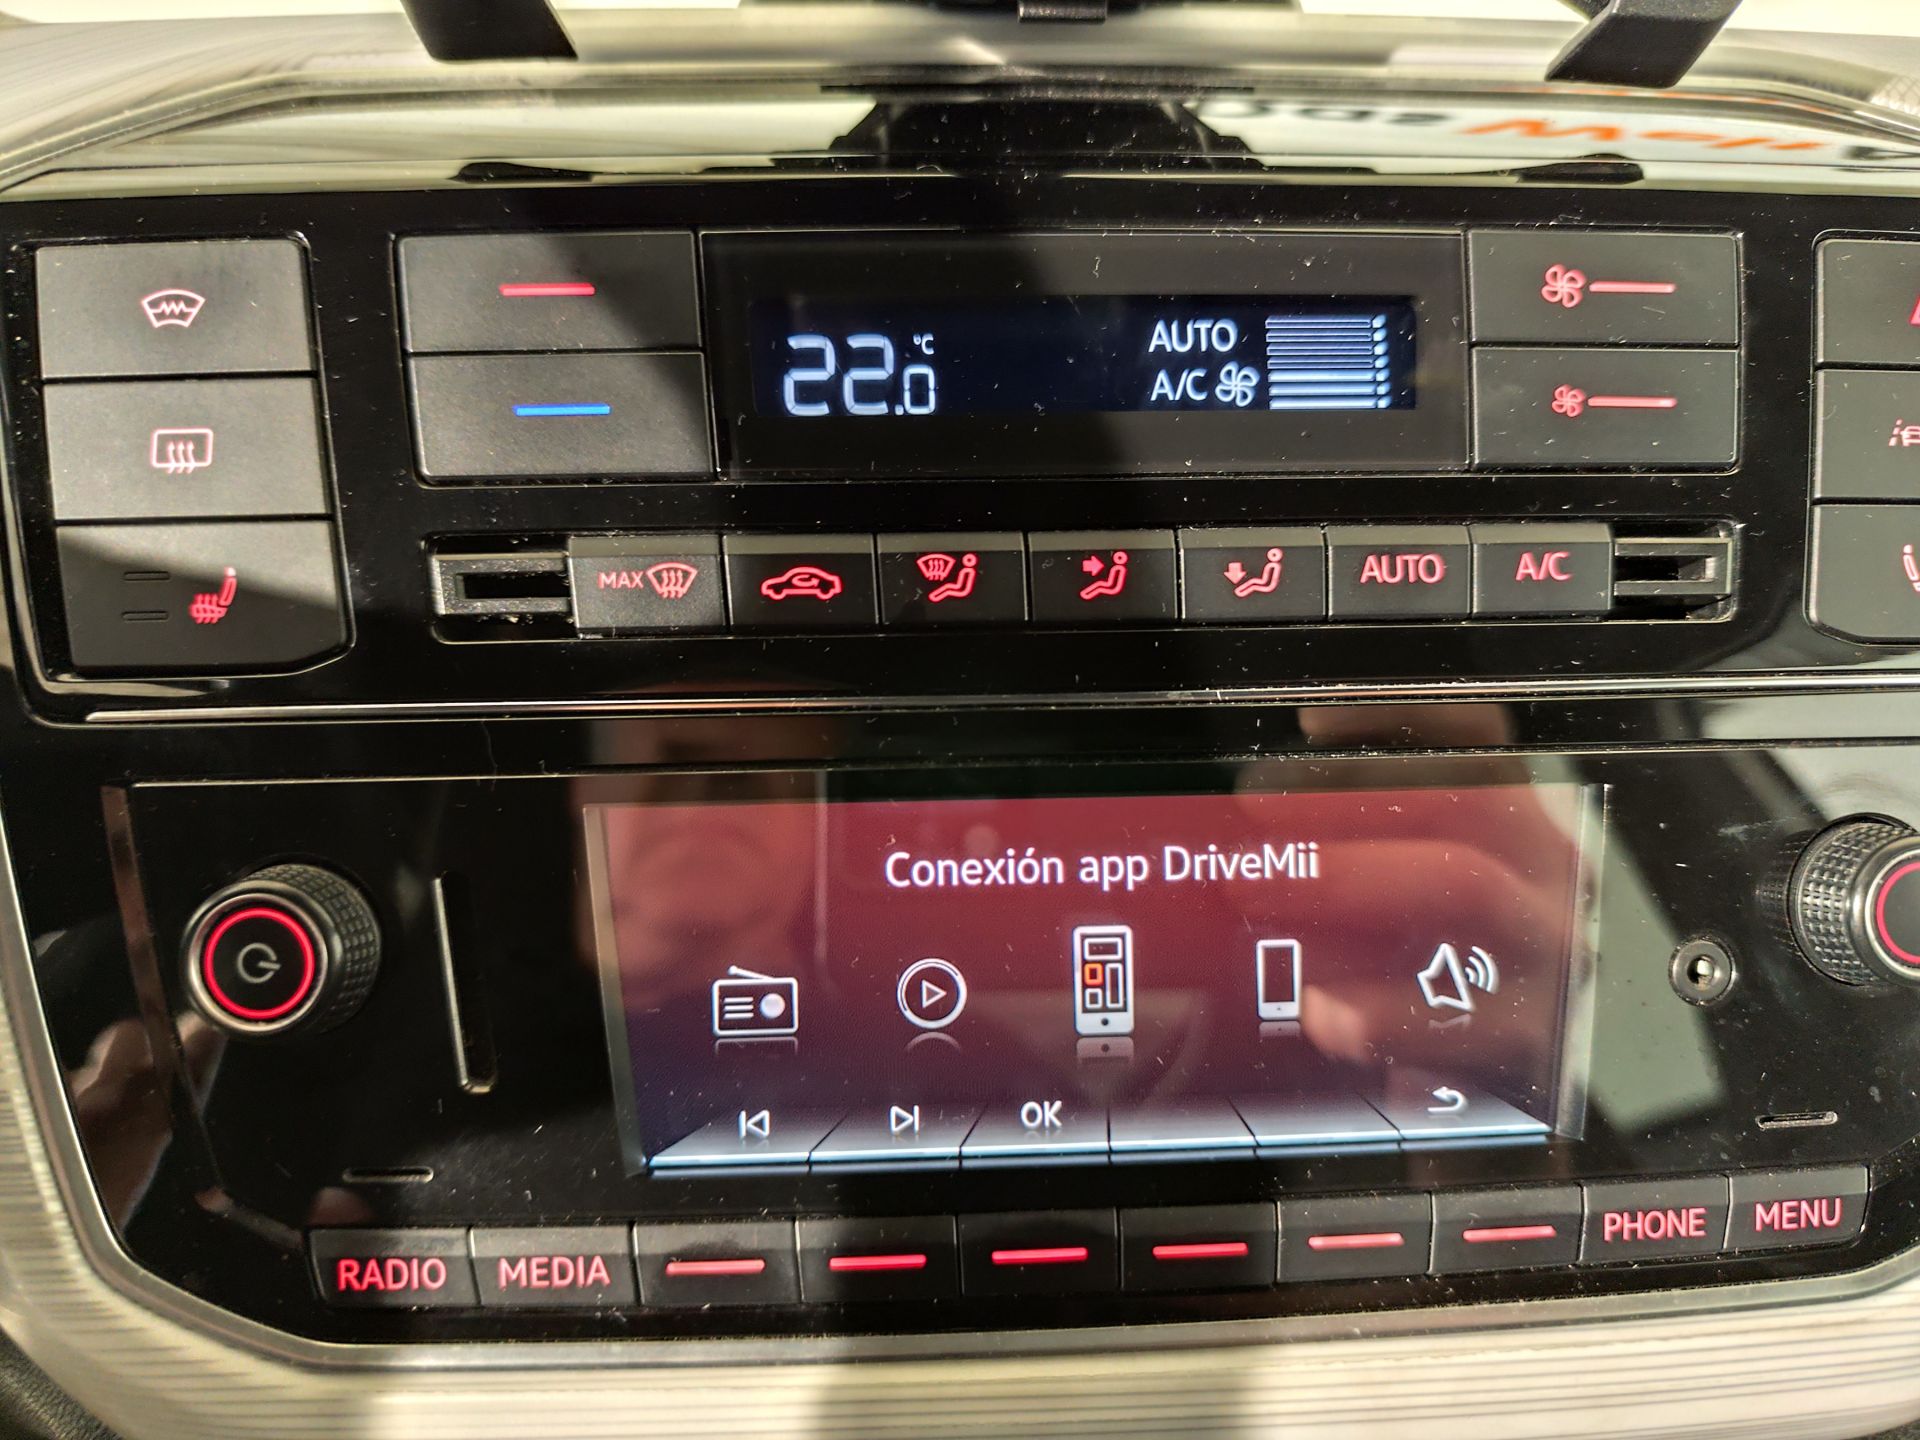 22.0 °C
AUTO
A/C
MAX
AUTO
A/C
Conexión app DriveMii
OK
RADIO
MEDIA
PHONE
MENU